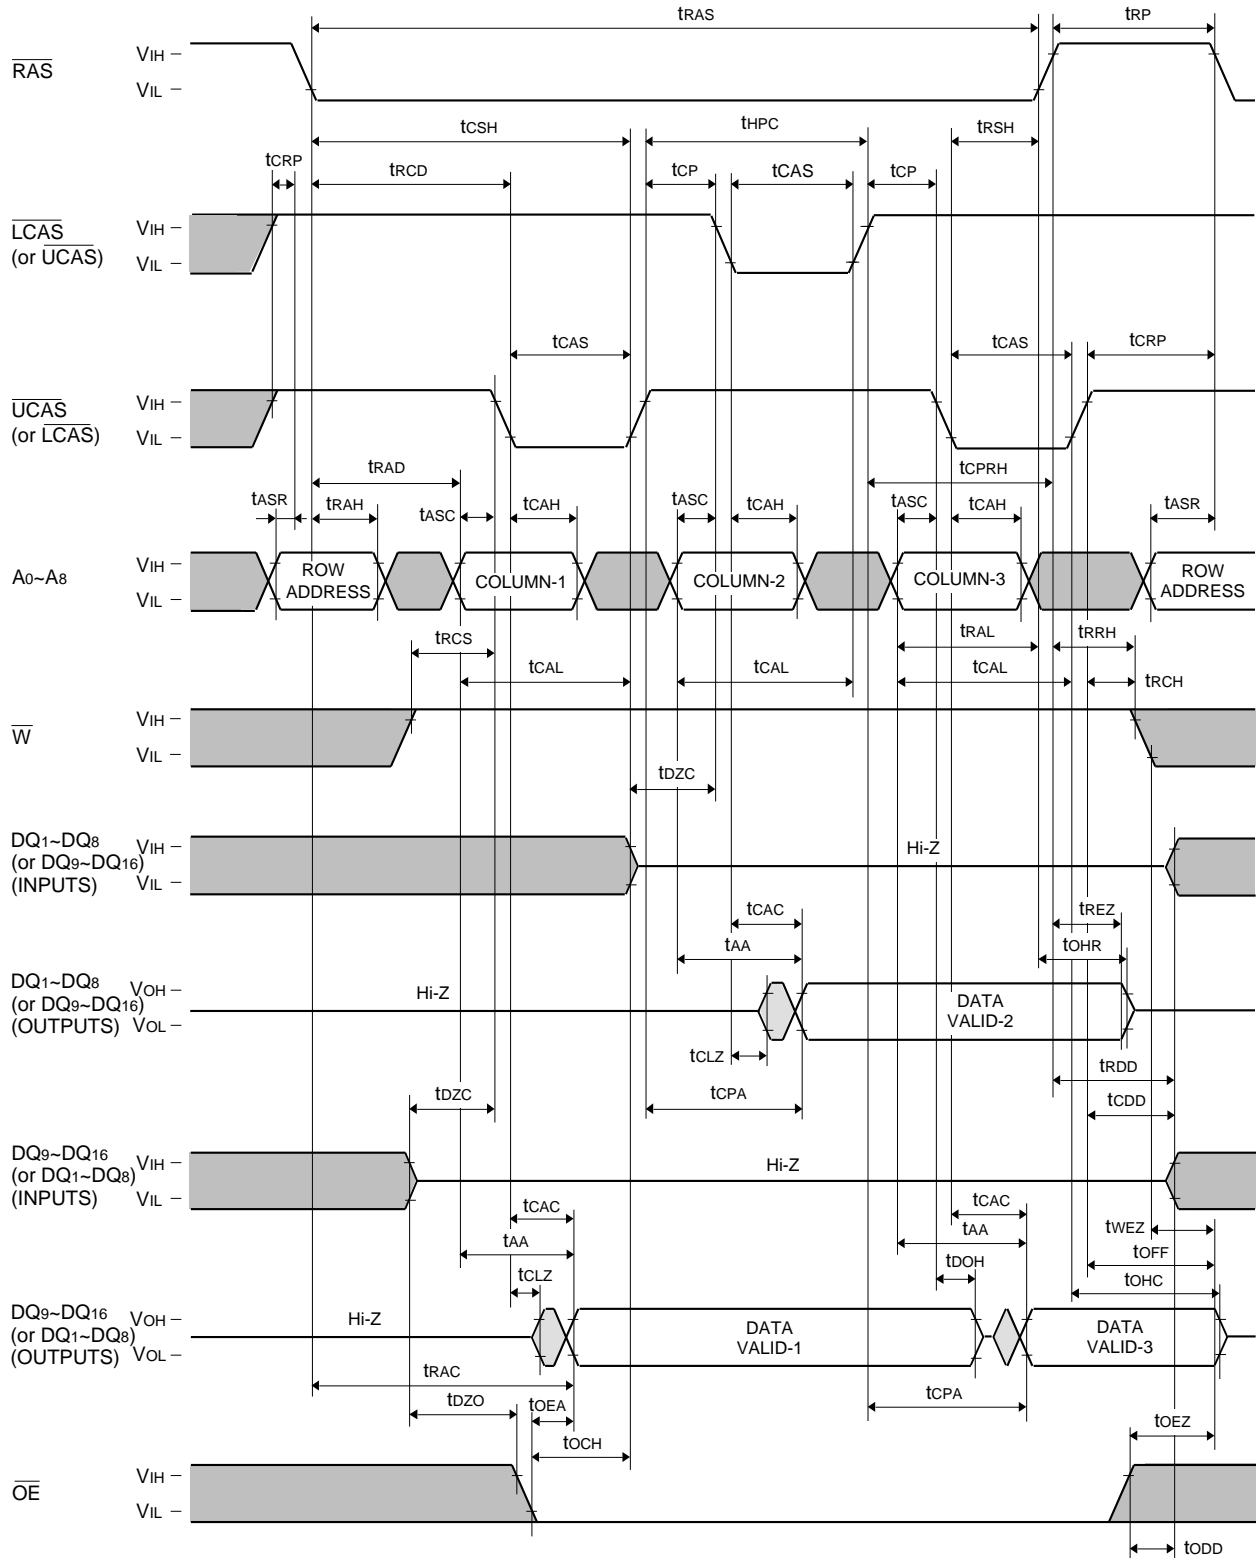 tRAS
tRP
RAS
VIH
VIL
tCSH
tHPC
tRSH
tCRP
tRCD
tCP
tCAS
tCP
LCAS
(or UCAS)
VIH
VIL
tCAS
tCAS
tCRP
UCAS
(or LCAS)
VIH
VIL
tRAD
tCPRH
tASR
tRAH
tASC
tCAH
tASC
tCAH
tASC
tCAH
tASR
A0~A8
VIH
VIL
ROW
ADDRESS
COLUMN-1
COLUMN-2
COLUMN-3
ROW
ADDRESS
tRCS
tRAL
tRRH
tCAL
tCAL
tCAL
tRCH
W
VIH
VIL
tDZC
DQ1~DQ8
(or DQ9~DQ16)
(INPUTS)
VIH
VIL
Hi-Z
tCAC
tREZ
tAA
tOHR
DQ1~DQ8
(or DQ9~DQ16)
(OUTPUTS)
VOH
VOL
Hi-Z
DATA
VALID-2
tCLZ
tRDD
tDZC
tCPA
tCDD
DQ9~DQ16
(or DQ1~DQ8)
(INPUTS)
VIH
VIL
Hi-Z
tCAC
tCAC
tWEZ
tAA
tAA
tOFF
tCLZ
tDOH
tOHC
DQ9~DQ16
(or DQ1~DQ8)
(OUTPUTS)
VOH
VOL
Hi-Z
DATA
VALID-1
DATA
VALID-3
tRAC
tDZO
tOEA
tCPA
tOEZ
tOCH
OE
VIH
VIL
tODD